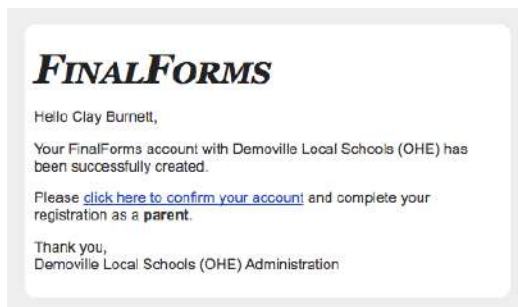 FINALFORMS
Hello Clay Burnett,
Your FinalForms account with Demoville Local Schools (OHE) has
been successfully created.
Please click here to confirm your account and complete your
registration as a parent.
Thank you,
Demoville Local Schools (OHE) Administration